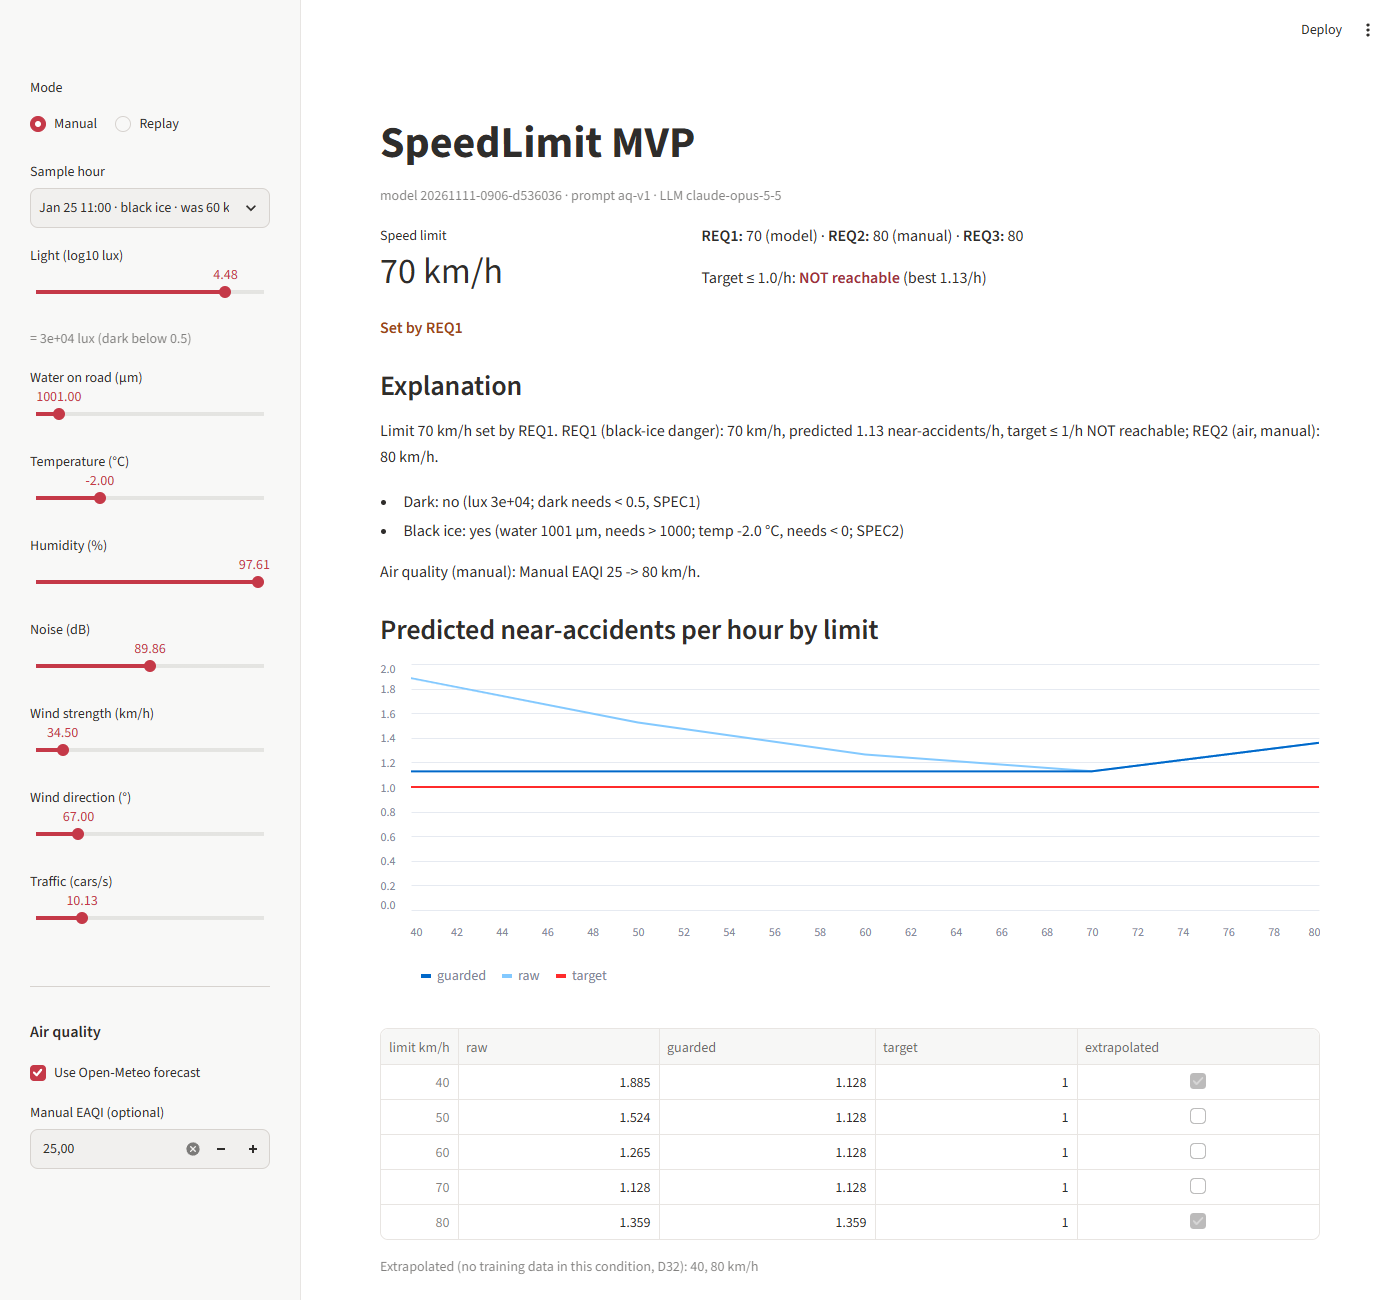 Deploy
Mode
Manual Replay
Sample hour
Jan 25 11:00 · black ice · was 60 k
Light (log10 lux)
4.48
= 3e+04 lux (dark below 0.5)
Water on road (µm)
1001.00
Temperature (°C)
-2.00
Humidity (%)
97.61
Noise (dB)
89.86
Wind strength (km/h)
34.50
Wind direction (°)
67.00
Traffic (cars/s)
10.13
Air quality
Use Open-Meteo forecast
Manual EAQI (optional)
25,00
SpeedLimit MVP
model 20261111-0906-d536036 · prompt aq-v1 · LLM claude-opus-5-5
Speed limit
70 km/h
Set by REQ1
REQ1: 70 (model) · REQ2: 80 (manual) · REQ3: 80
Target ≤ 1.0/h: NOT reachable (best 1.13/h)
Explanation
Limit 70 km/h set by REQ1. REQ1 (black-ice danger): 70 km/h, predicted 1.13 near-accidents/h, target ≤ 1/h NOT reachable; REQ2 (air, manual):
80 km/h.
• Dark: no (lux 3e+04; dark needs < 0.5, SPEC1)
• Black ice: yes (water 1001 µm, needs > 1000; temp -2.0 °C, needs < 0; SPEC2)
Air quality (manual): Manual EAQI 25 -> 80 km/h.
Predicted near-accidents per hour by limit
2.0
1.8
1.6
1.4
1.2
1.0
0.8
0.6
0.4
0.2
0.0
40 42 44 46 48 50 52 54 56 58 60 62 64 66 68 70 72 74 76 78 80
guarded raw target
limit km/h raw guarded target extrapolated
40 1.885 1.128 1
50 1.524 1.128 1
60 1.265 1.128 1
70 1.128 1.128 1
80 1.359 1.359 1
Extrapolated (no training data in this condition, D32): 40, 80 km/h